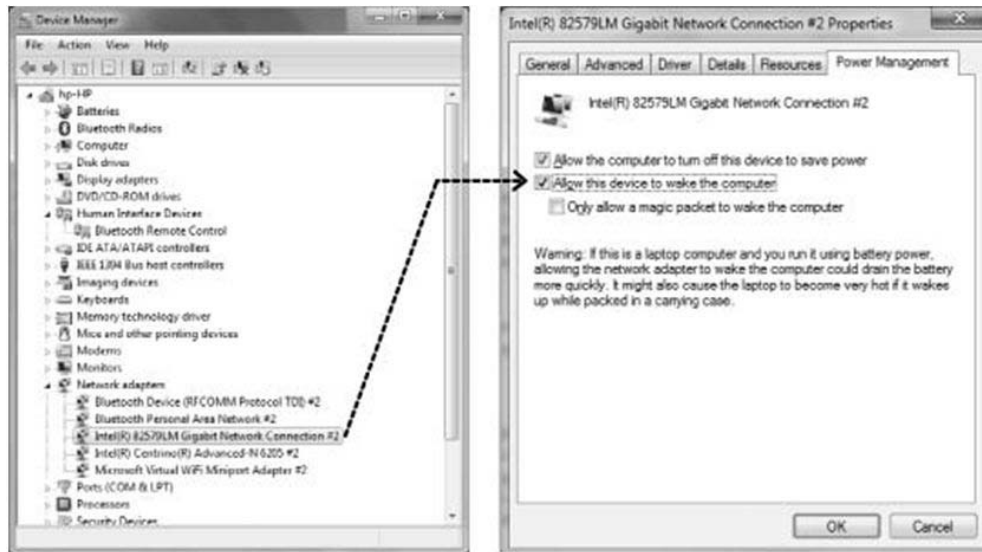 Device Manager
File Action View Help
hp-HP
Batteries
Bluetooth Radios
Computer
Disk drives
Display adapters
DVD/CD-ROM drives
Human Interface Devices
Bluetooth Remote Control
IDE ATA/ATAPI controllers
IEEE 1394 Bus host controllers
Imaging devices
Keyboards
Memory technology driver
Mice and other pointing devices
Modems
Monitors
Network adapters
Bluetooth Device (RFCOMM Protocol TDI) #2
Bluetooth Personal Area Network #2
Intel(R) 82579LM Gigabit Network Connection #2
Intel(R) Centrino(R) Advanced-N 6205 #2
Microsoft Virtual WiFi Miniport Adapter #2
Ports (COM & LPT)
Processors
Security Devices
Intel(R) 82579LM Gigabit Network Connection #2 Properties
General Advanced Driver Details Resources Power Management
Intel(R) 82579LM Gigabit Network Connection #2
Allow the computer to turn off this device to save power
Allow this device to wake the computer
Only allow a magic packet to wake the computer
Warning: If this is a laptop computer and you run it using battery power,
allowing the network adapter to wake the computer could drain the battery
more quickly. It might also cause the laptop to become very hot if it wakes
up while packed in a carrying case.
OK Cancel